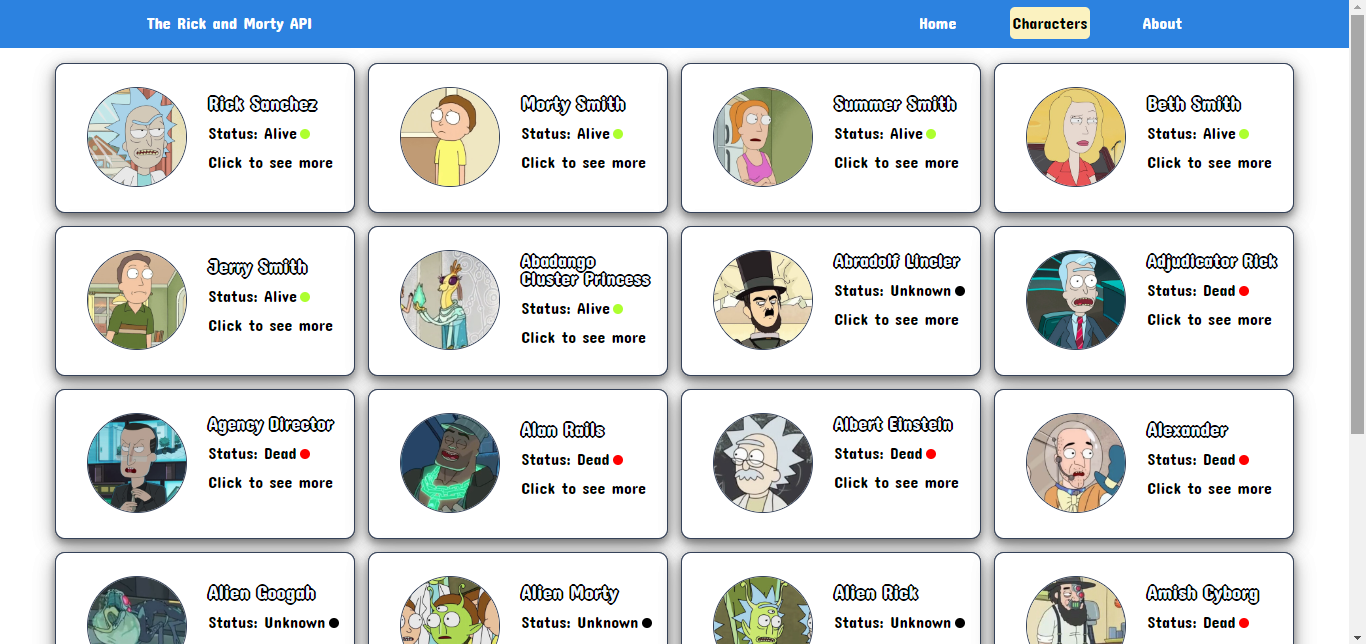 The Rick and Morty API
Home
Characters
About
Rick Sanchez
Status: Alive
Click to see more
Morty Smith
Status: Alive
Click to see more
Summer Smith
Status: Alive
Click to see more
Beth Smith
Status: Alive
Click to see more
Jerry Smith
Status: Alive
Click to see more
Abadango
Cluster Princess
Status: Alive
Click to see more
Abradolf Lincler
Status: Unknown
Click to see more
Adjudicator Rick
Status: Dead
Click to see more
Agency Director
Status: Dead
Click to see more
Alan Rails
Status: Dead
Click to see more
Albert Einstein
Status: Dead
Click to see more
Alexander
Status: Dead
Click to see more
Alien Googah
Status: Unknown
Alien Morty
Status: Unknown
Alien Rick
Status: Unknown
Amish Cyborg
Status: Dead